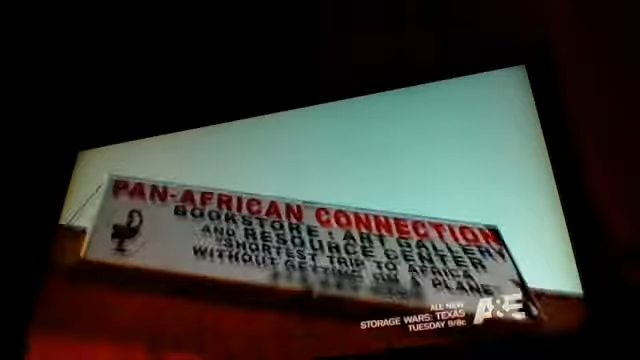 PAN-AFRICAN CONNECTION
BOOKSTORE, ART GALLERY
AND RESOURCE CENTER
"SHORTEST TRIP TO AFRICA
WITHOUT GETTING ON A PLANE"
ALL NEW
STORAGE WARS: TEXAS
TUESDAY 9/8c
A&E